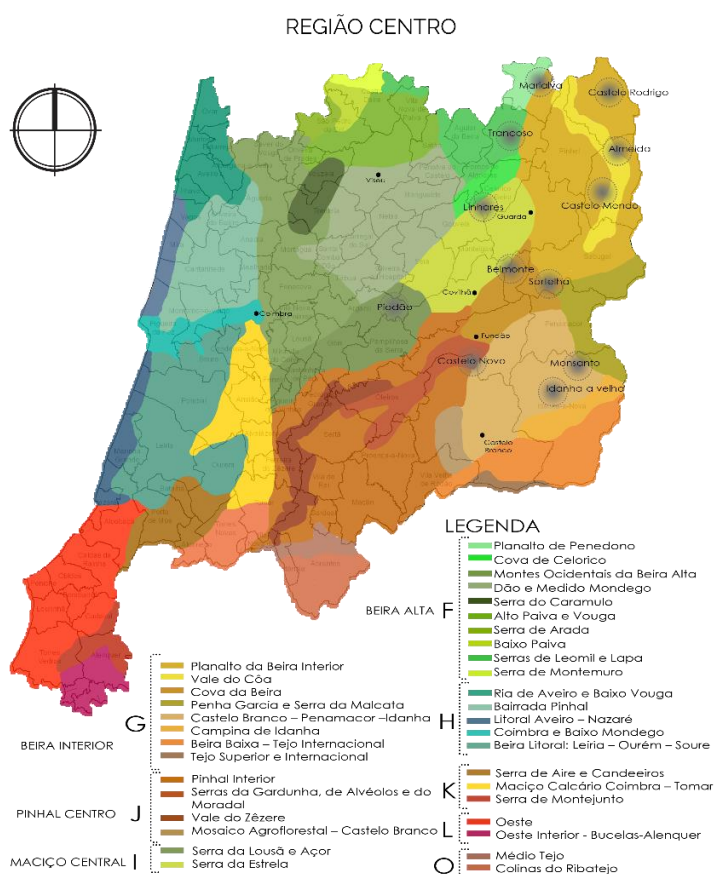 REGIÃO CENTRO
Marialva
Castelo Rodrigo
Trancoso
Almeida
Viseu
Castelo Mendo
Linhares
Guarda
Belmonte
Sortelha
Covilhã
Piodão
Coimbra
Fundão
Castelo Novo
Monsanto
Idanha a velha
Castelo
Branco
LEGENDA
Planalto de Penedono
Cova de Celorico
Montes Ocidentais da Beira Alta
Dão e Medido Mondego
BEIRA ALTA F
Serra do Caramulo
Alto Paiva e Vouga
Serra de Arada
Baixo Paiva
Serras de Leomil e Lapa
Serra de Montemuro
BEIRA INTERIOR G
Planalto da Beira Interior
Vale do Côa
Cova da Beira
Penha Garcia e Serra da Malcata
Castelo Branco – Penamacor –Idanha
Campina de Idanha
Beira Baixa – Tejo Internacional
Tejo Superior e Internacional
H
Ria de Aveiro e Baixo Vouga
Bairrada Pinhal
Litoral Aveiro – Nazaré
Coimbra e Baixo Mondego
Beira Litoral: Leiria – Ourém – Soure
PINHAL CENTRO J
Pinhal Interior
Serras da Gardunha, de Alvéolos e do
Moradal
Vale do Zêzere
Mosaico Agroflorestal – Castelo Branco
MACIÇO CENTRAL I
Serra da Lousã e Açor
Serra da Estrela
K
Serra de Aire e Candeeiros
Maciço Calcário Coimbra – Tomar
Serra de Montejunto
L
Oeste
Oeste Interior - Bucelas-Alenquer
O
Médio Tejo
Colinas do Ribatejo